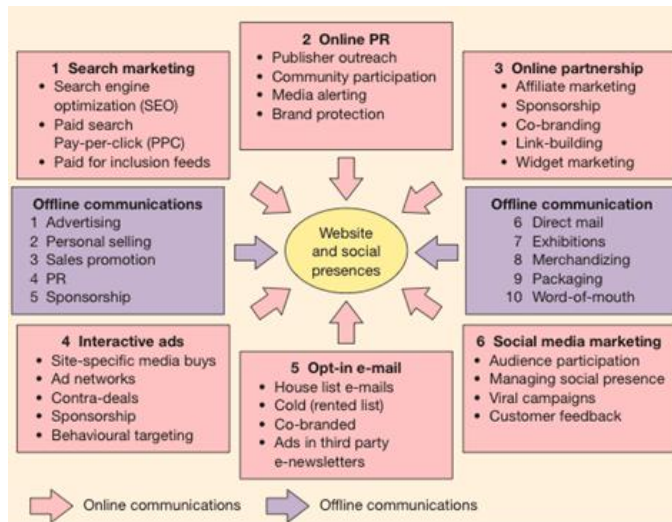 1 Search marketing
• Search engine
optimization (SEO)
• Paid search
Pay-per-click (PPC)
• Paid for inclusion feeds
2 Online PR
• Publisher outreach
• Community participation
• Media alerting
• Brand protection
3 Online partnership
• Affiliate marketing
• Sponsorship
• Co-branding
• Link-building
• Widget marketing
Offline communications
1 Advertising
2 Personal selling
3 Sales promotion
4 PR
5 Sponsorship
Website
and social
presences
Offline communication
6 Direct mail
7 Exhibitions
8 Merchandizing
9 Packaging
10 Word-of-mouth
4 Interactive ads
• Site-specific media buys
• Ad networks
• Contra-deals
• Sponsorship
• Behavioural targeting
5 Opt-in e-mail
• House list e-mails
• Cold (rented list)
• Co-branded
• Ads in third party
e-newsletters
6 Social media marketing
• Audience participation
• Managing social presence
• Viral campaigns
• Customer feedback
Online communications
Offline communications